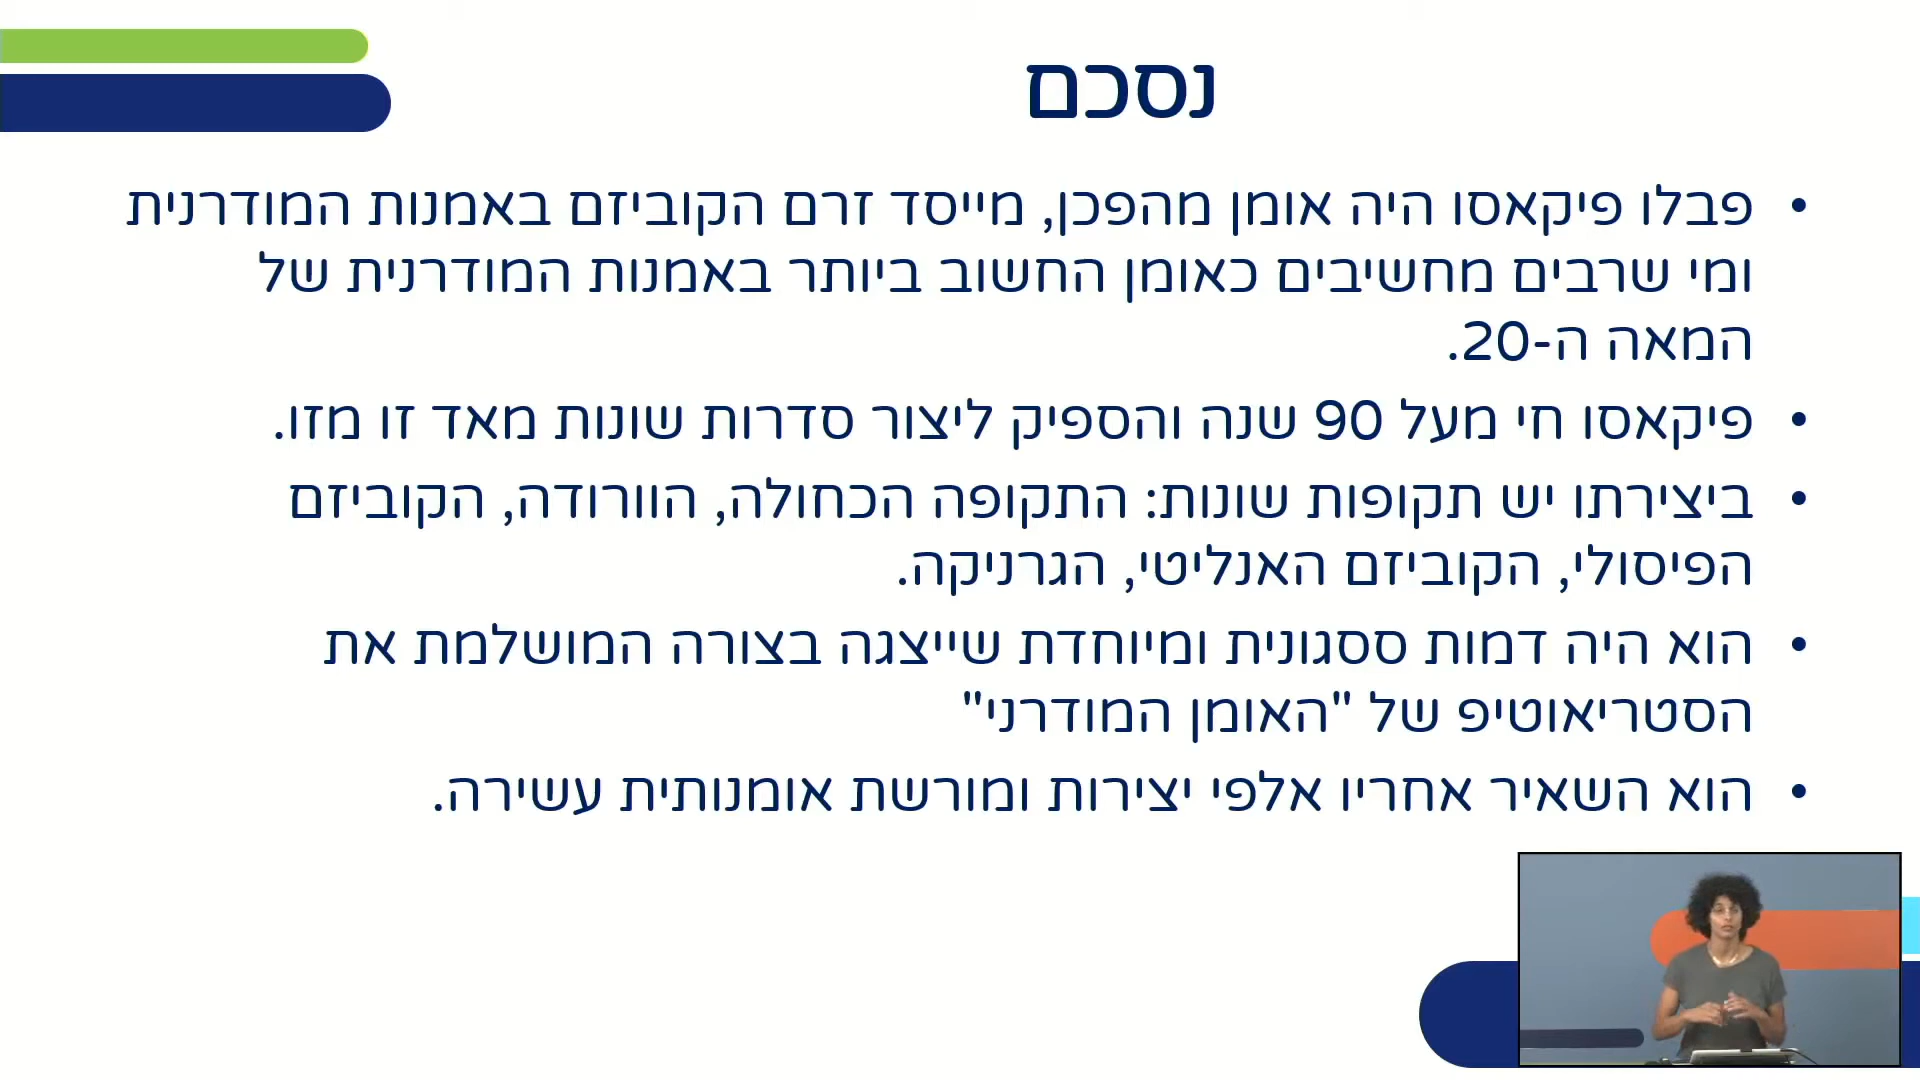 נסכם
• פבלו פיקאסו היה אומן מהפכן, מייסד זרם הקוביזם באמנות המודרנית
ומי שרבים מחשיבים כאומן החשוב ביותר באמנות המודרנית של
המאה ה-20.
• פיקאסו חי מעל 90 שנה והספיק ליצור סדרות שונות מאד זו מזו.
• ביצירתו יש תקופות שונות: התקופה הכחולה, הוורודה, הקוביזם
הפיסולי, הקוביזם האנליטי, הגרניקה.
• הוא היה דמות ססגונית ומיוחדת שייצגה בצורה המושלמת את
הסטריאוטיפ של "האומן המודרני"
• הוא השאיר אחריו אלפי יצירות ומורשת אומנותית עשירה.